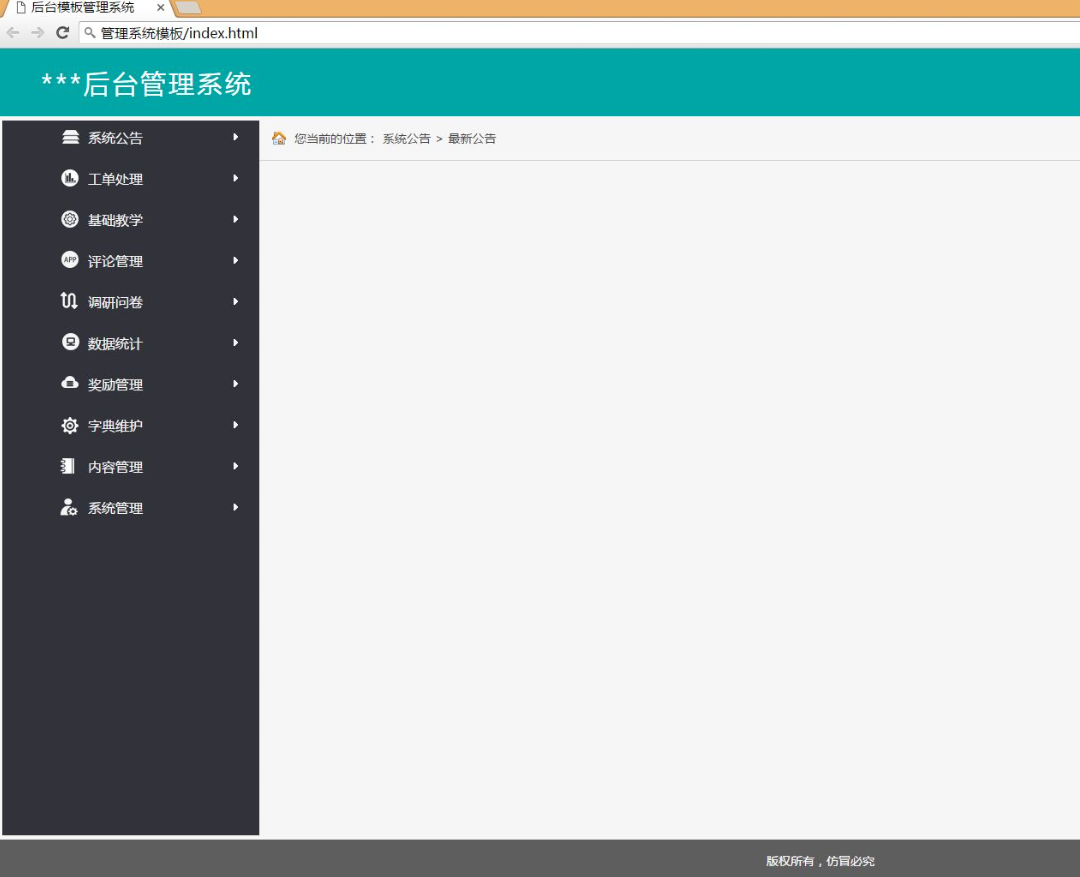 后台模板管理系统
管理系统模板/index.html
***后台管理系统
系统公告
您当前的位置： 系统公告 > 最新公告
工单处理
基础教学
APP
评论管理
调研问卷
数据统计
奖励管理
字典维护
内容管理
系统管理
版权所有，仿冒必究